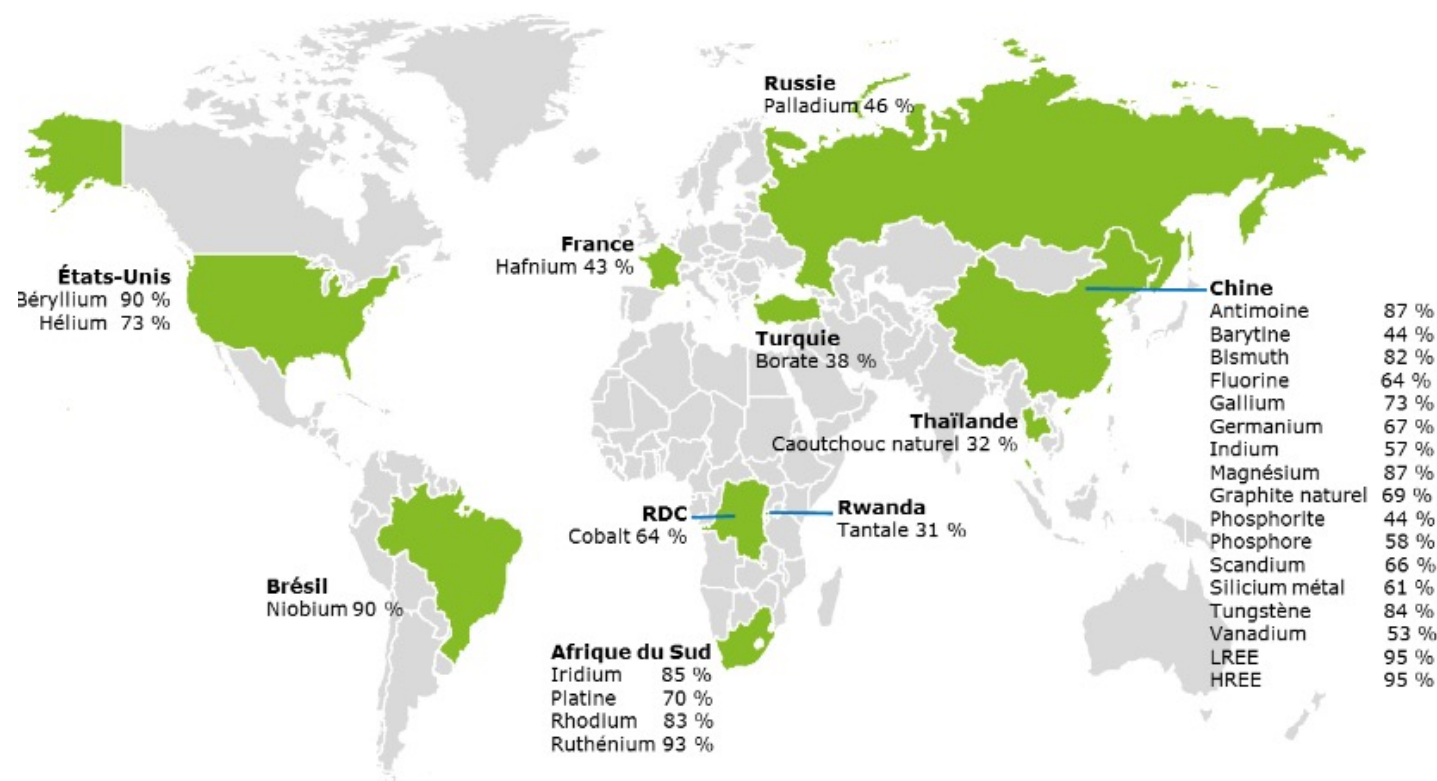 Russie
Palladium 46 %
France
Hafnium 43 %
États-Unis
Béryllium 90 %
Hélium 73 %
Turquie
Borate 38 %
Thaïlande
Caoutchouc naturel 32 %
RDC
Cobalt 64 %
Rwanda
Tantale 31 %
Brésil
Niobium 90 %
Afrique du Sud
Iridium 85 %
Platine 70 %
Rhodium 83 %
Ruthénium 93 %
Chine
Antimoine 87 %
Barytine 44 %
Bismuth 82 %
Fluorine 64 %
Gallium 73 %
Germanium 67 %
Indium 57 %
Magnésium 87 %
Graphite naturel 69 %
Phosphorite 44 %
Phosphore 58 %
Scandium 66 %
Silicium métal 61 %
Tungstène 84 %
Vanadium 53 %
LREE 95 %
HREE 95 %